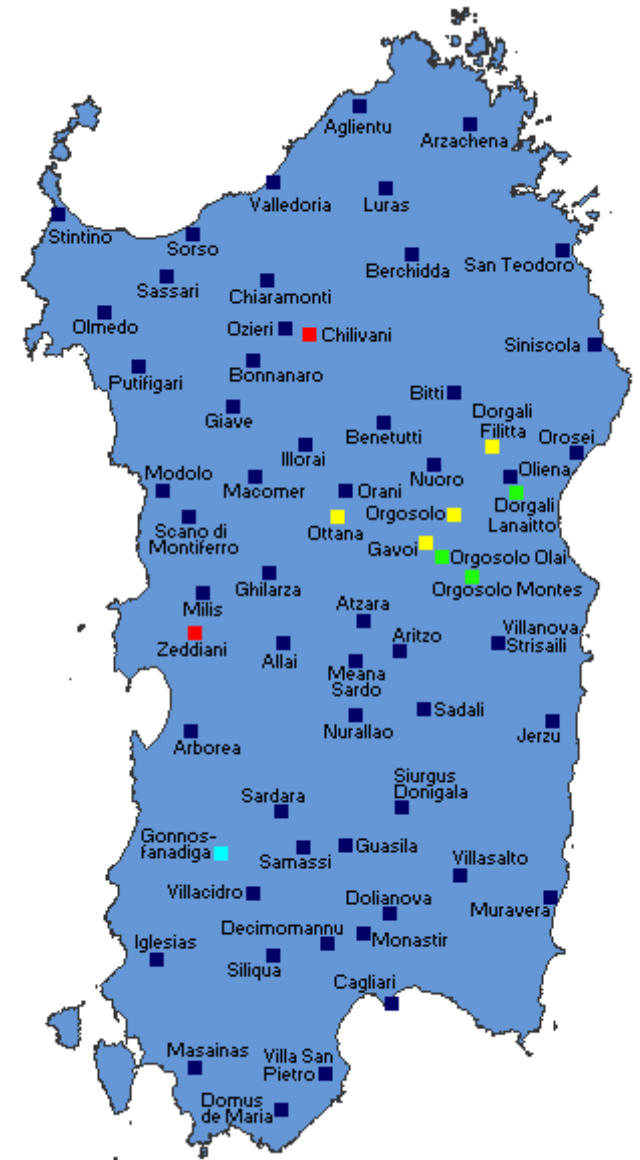 Aglientu
Arzachena
Valledoria
Luras
Stintino
Sorso
Berchidda
San Teodoro
Sassari
Chiaramonti
Olmedo
Ozieri
Chilivani
Siniscola
Putifigari
Bonnanaro
Bitti
Giave
Dorgali
Filitta
Benetutti
Orosei
Illorai
Nuoro
Oliena
Modolo
Macomer
Orani
Dorgali
Lanaitto
Orgosolo
Scano di
Montiferro
Ottana
Gavoi
Orgosolo Olai
Ghilarza
Orgosolo Montes
Milis
Atzara
Villanova
Strisaili
Zeddiani
Allai
Aritzo
Meana
Sardo
Sadali
Nurallao
Jerzu
Arborea
Siurgus
Donigala
Sardara
Gonnos-
fanadiga
Samassi
Guasila
Villasalto
Villacidro
Dolianova
Muravera
Decimomannu
Monastir
Iglesias
Siliqua
Cagliari
Masainas
Villa San
Pietro
Domus
de Maria